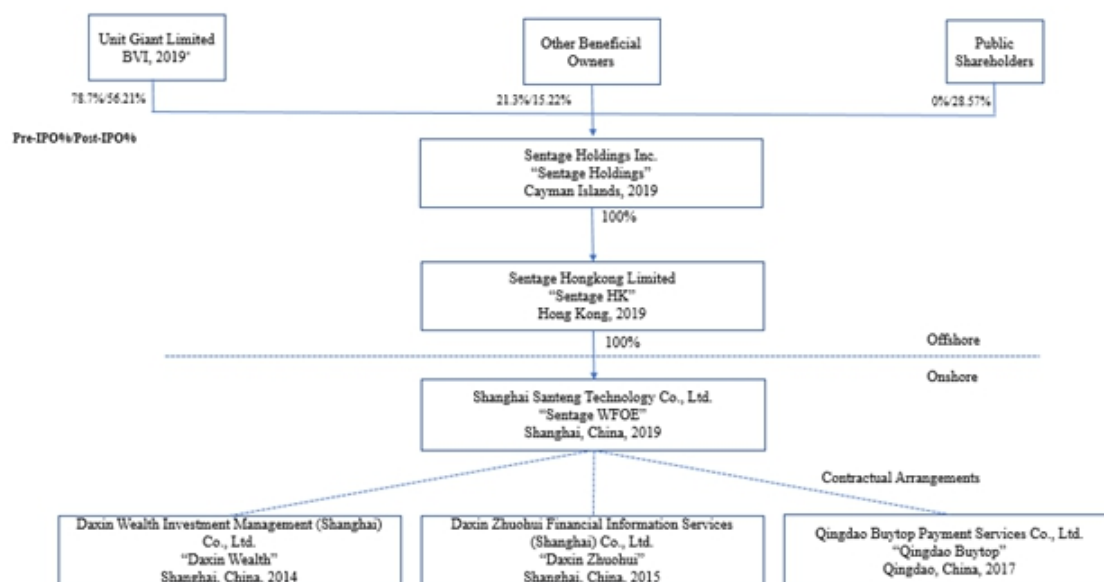 Unit Giant Limited
BVI, 2019*
Other Beneficial
Owners
Public
Shareholders
78.7%/56.21%
21.3%/15.22%
0%/28.57%
Pre-IPO%/Post-IPO%
Sentage Holdings Inc.
“Sentage Holdings”
Cayman Islands, 2019
100%
Sentage Hongkong Limited
“Sentage HK”
Hong Kong, 2019
100%
Offshore
Onshore
Shanghai Santeng Technology Co., Ltd.
“Sentage WFOE”
Shanghai, China, 2019
Contractual Arrangements
Daxin Wealth Investment Management (Shanghai)
Co., Ltd.
“Daxin Wealth”
Shanghai, China, 2014
Daxin Zhuohui Financial Information Services
(Shanghai) Co., Ltd.
“Daxin Zhuohui”
Shanghai, China, 2015
Qingdao Buytop Payment Services Co., Ltd.
“Qingdao Buytop”
Qingdao, China, 2017